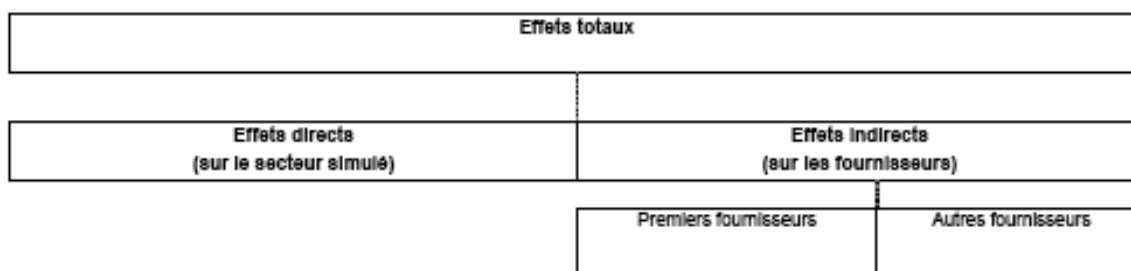 Effets totaux
Effets directs
(sur le secteur simulé)
Effets indirects
(sur les fournisseurs)
Premiers fournisseurs
Autres fournisseurs